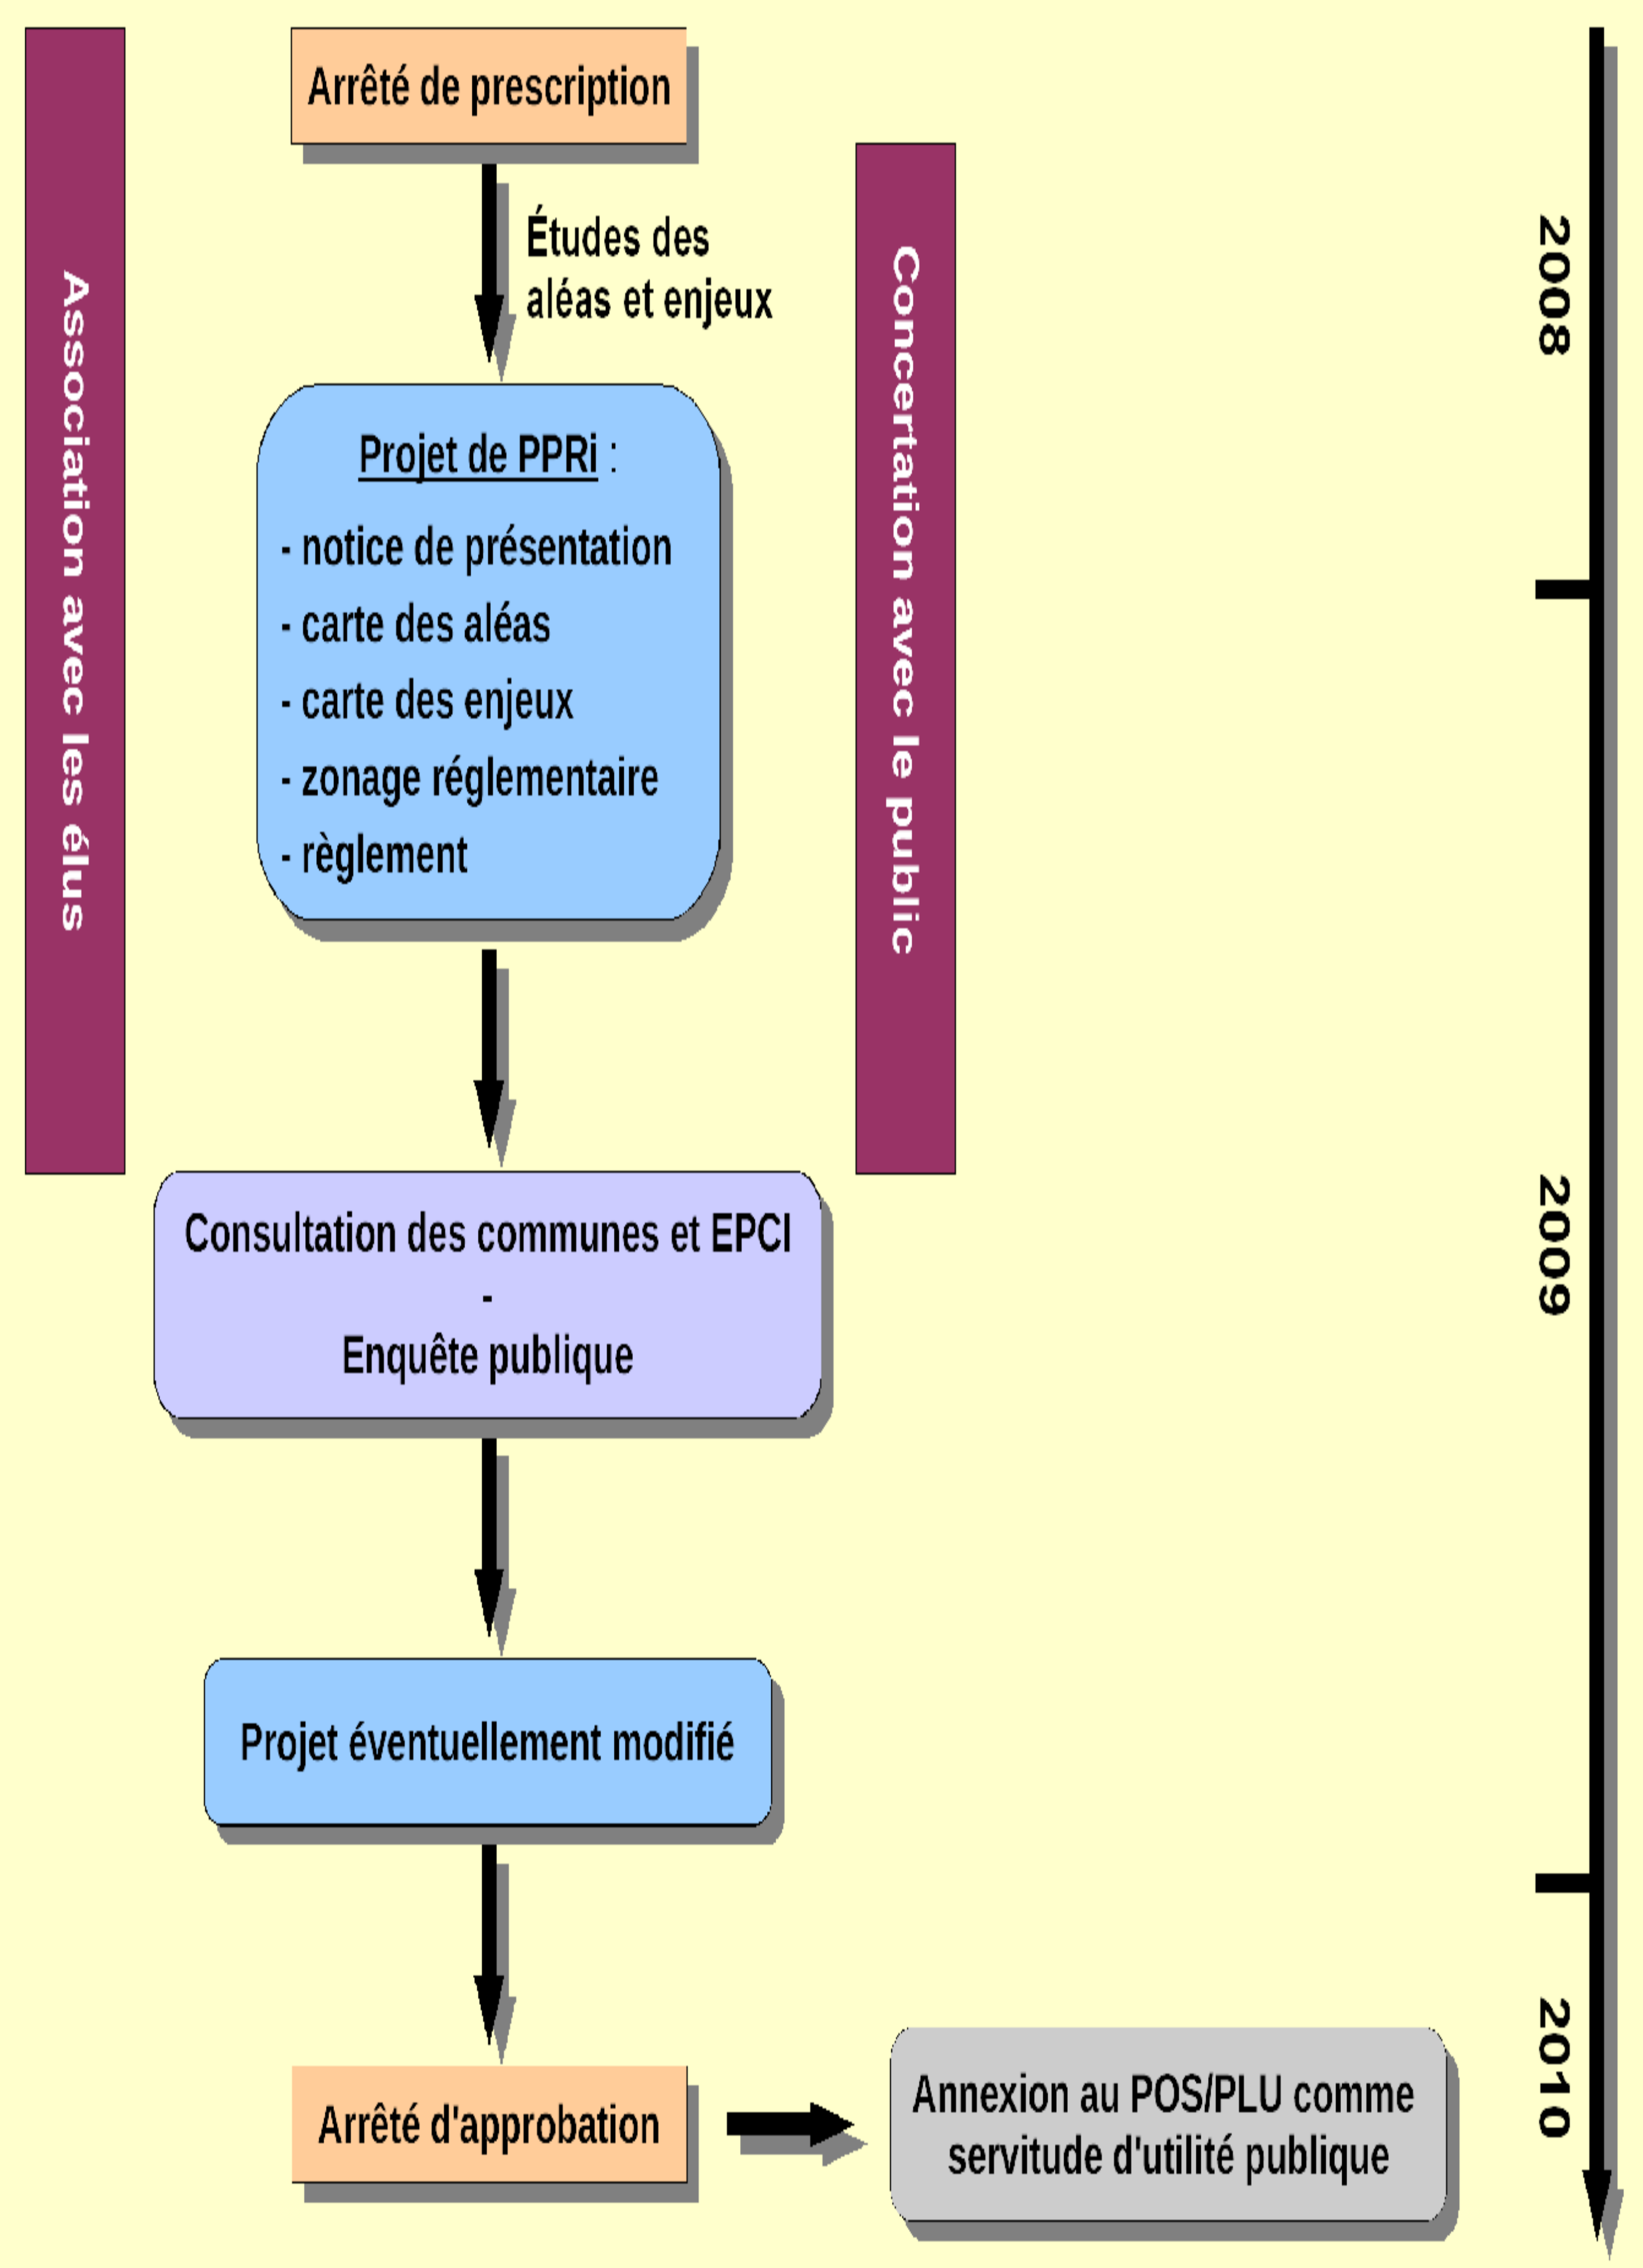 Arrêté de prescription
Études des
aléas et enjeux
Association avec les élus
Concertation avec le public
Projet de PPRi :
- notice de présentation
- carte des aléas
- carte des enjeux
- zonage réglementaire
- règlement
2008
Consultation des communes et EPCI
-
Enquête publique
2009
Projet éventuellement modifié
Arrêté d'approbation
Annexion au POS/PLU comme
servitude d'utilité publique
2010